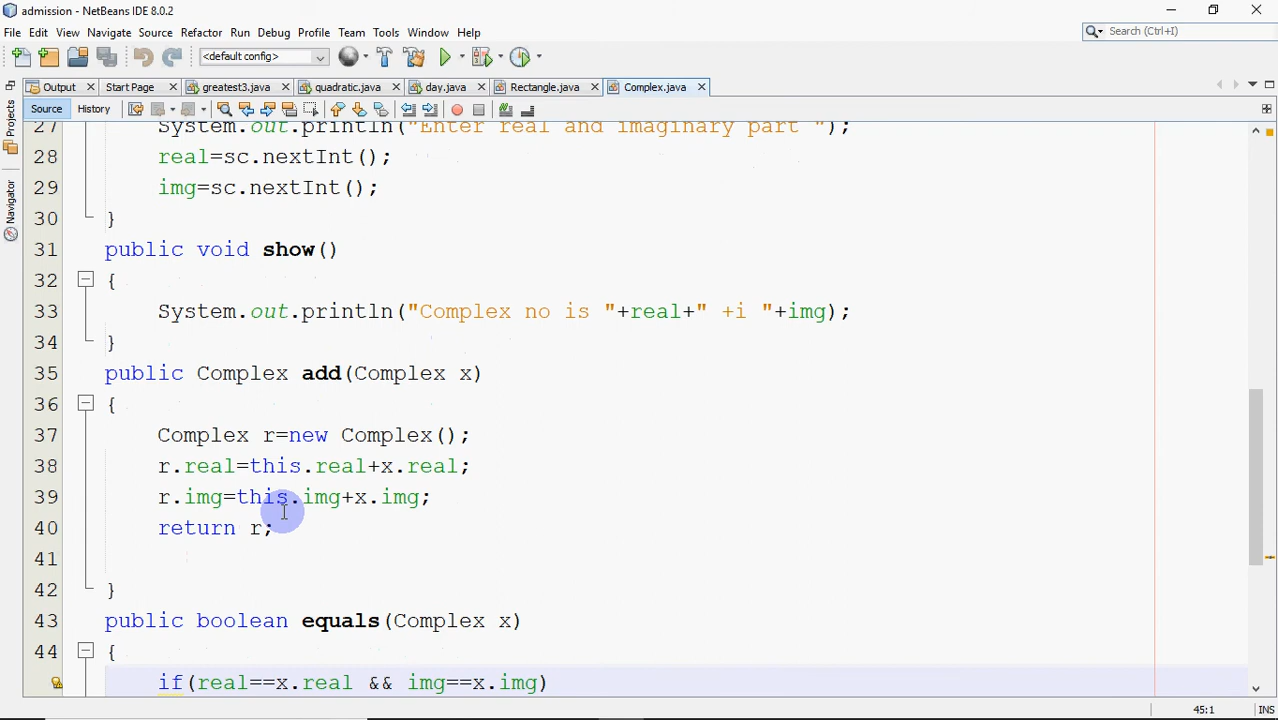 admission - NetBeans IDE 8.0.2
File Edit View Navigate Source Refactor Run Debug Profile Team Tools Window Help
Search (Ctrl+I)
<default config>
Output Start Page greatest3.java quadratic.java day.java Rectangle.java Complex.java
Source History
Projects
Navigator
27 System.out.println("Enter real and imaginary part ");
28 real=sc.nextInt();
29 img=sc.nextInt();
30 }
31 public void show()
32 {
33 System.out.println("Complex no is "+real+" +i "+img);
34 }
35 public Complex add(Complex x)
36 {
37 Complex r=new Complex();
38 r.real=this.real+x.real;
39 r.img=this.img+x.img;
40 return r;
41
42 }
43 public boolean equals(Complex x)
44 {
if(real==x.real && img==x.img)
45:1 INS